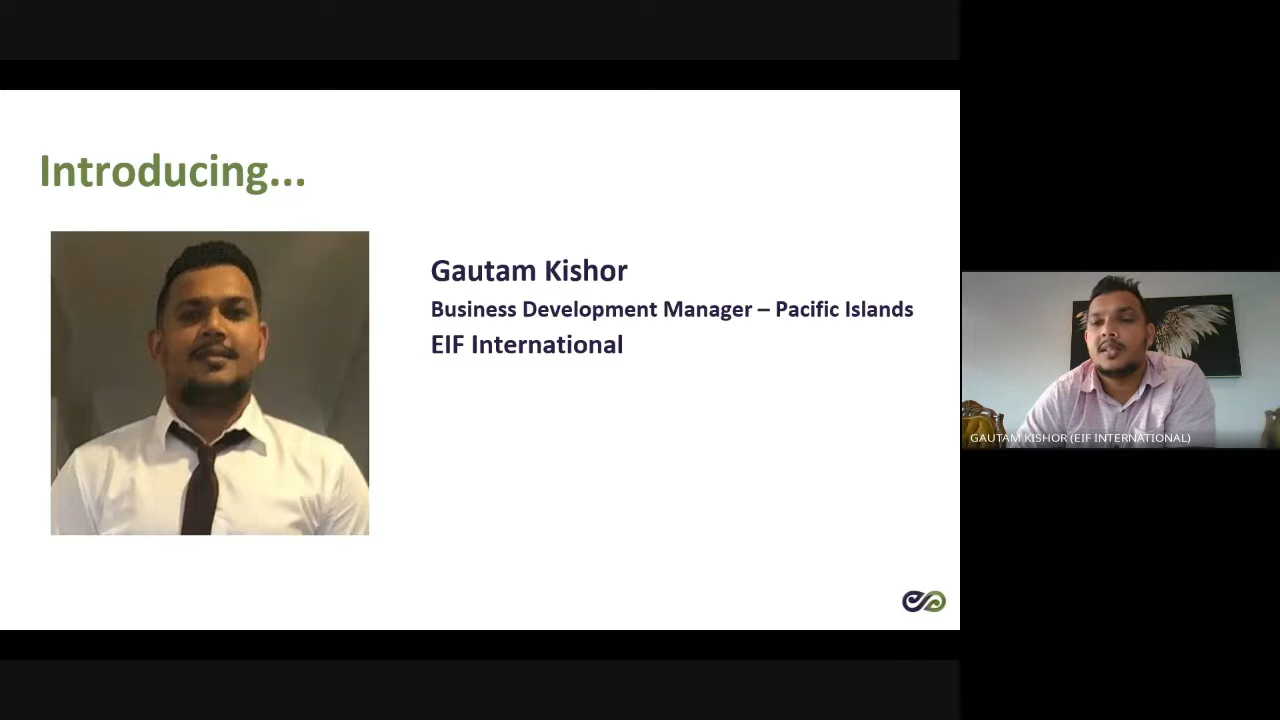 Introducing...
Gautam Kishor
Business Development Manager – Pacific Islands
EIF International
GAUTAM KISHOR (EIF INTERNATIONAL)